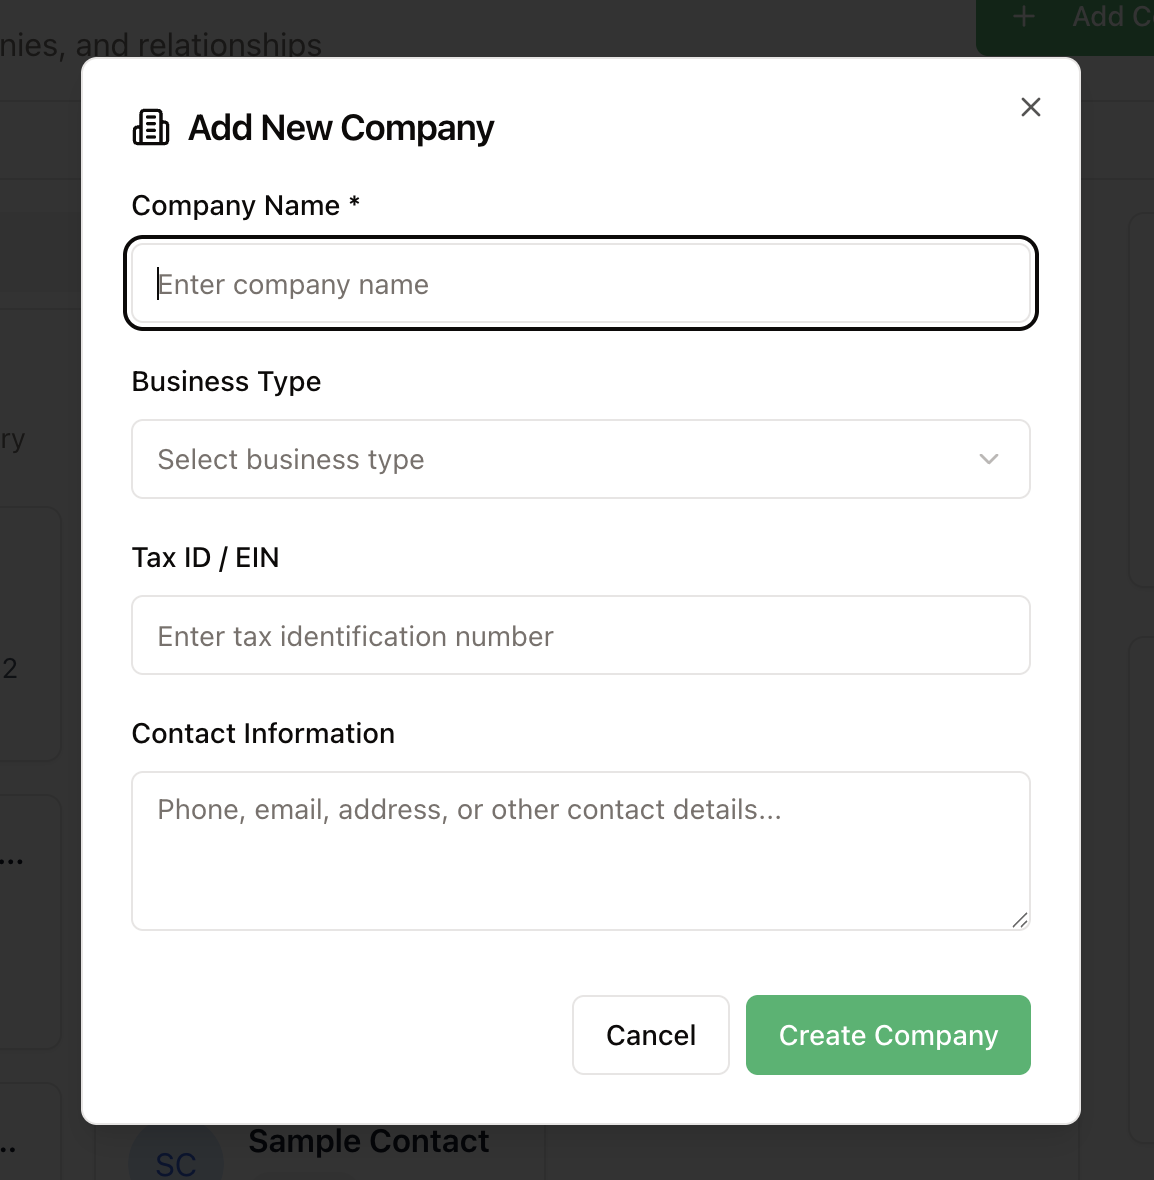 nies, and relationships
+ Add C
Add New Company
Company Name *
Enter company name
Business Type
Select business type
ry
Tax ID / EIN
Enter tax identification number
2
Contact Information
Phone, email, address, or other contact details...
...
Cancel
Create Company
..
Sample Contact
SC